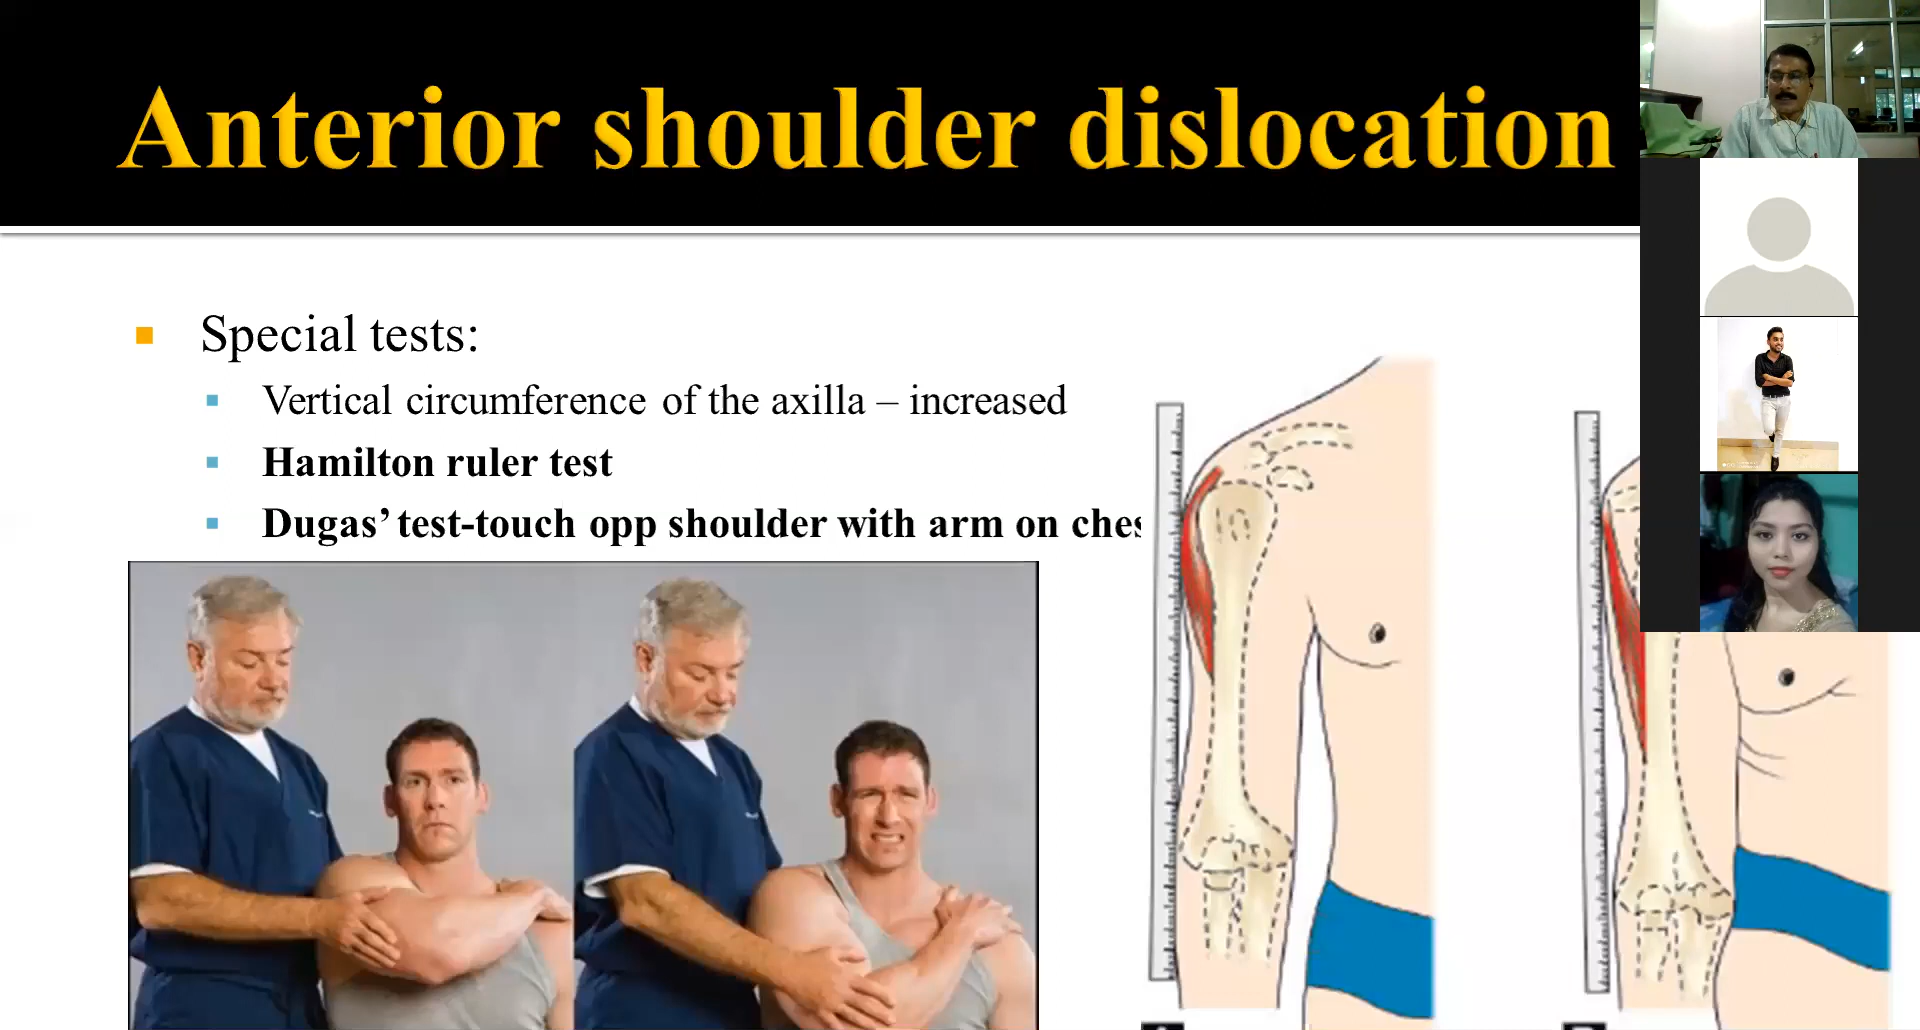 Anterior shoulder dislocation
Special tests:
Vertical circumference of the axilla – increased
Hamilton ruler test
Dugas’ test-touch opp shoulder with arm on ches